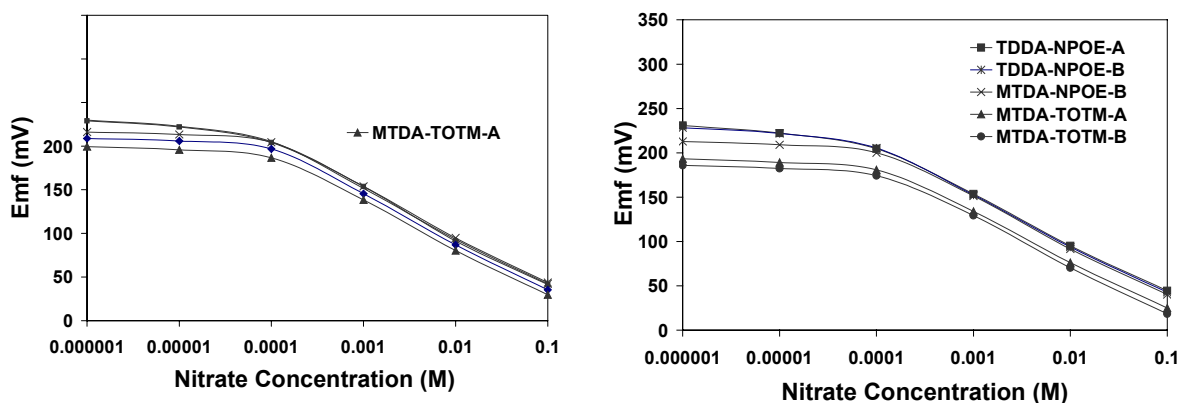 Emf (mV)
200
150
100
50
0
0.000001 0.00001 0.0001 0.001 0.01 0.1
Nitrate Concentration (M)
MTDA-TOTM-A
Emf (mV)
350
300
250
200
150
100
50
0
0.000001 0.00001 0.0001 0.001 0.01 0.1
Nitrate Concentration (M)
TDDA-NPOE-A
TDDA-NPOE-B
MTDA-NPOE-B
MTDA-TOTM-A
MTDA-TOTM-B